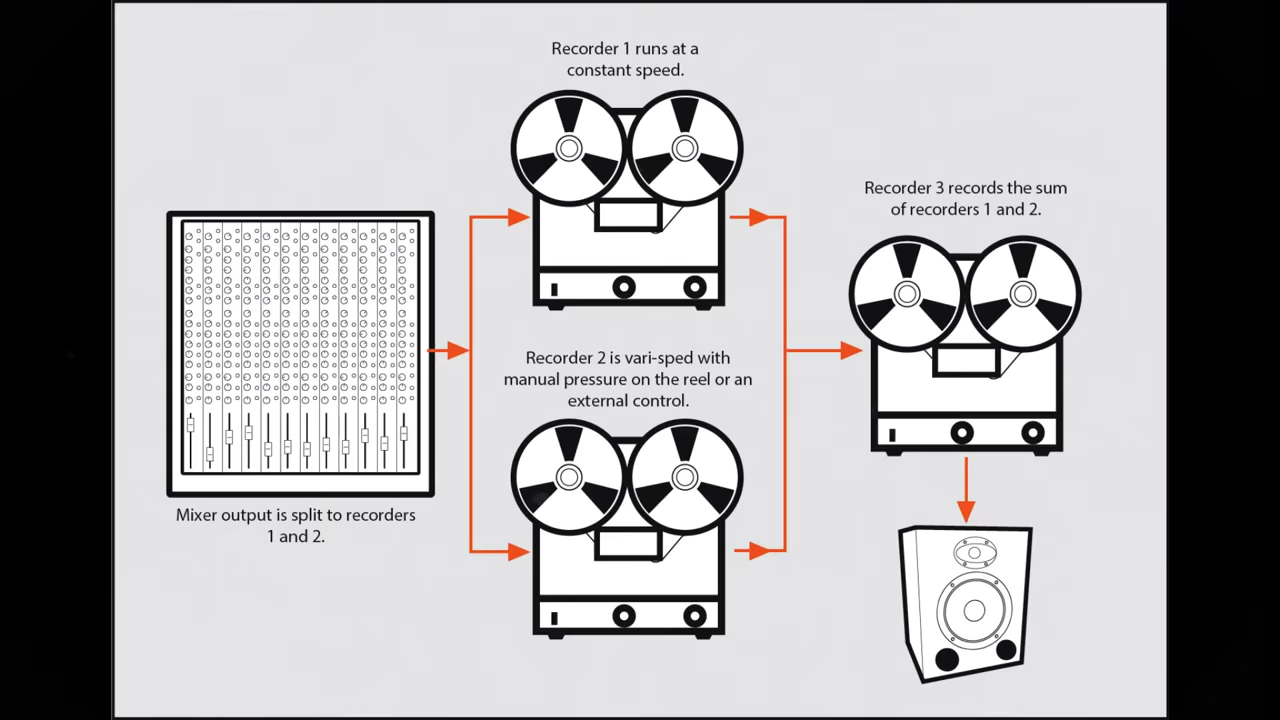 Recorder 1 runs at a
constant speed.
Recorder 3 records the sum
of recorders 1 and 2.
Recorder 2 is vari-sped with
manual pressure on the reel or an
external control.
Mixer output is split to recorders
1 and 2.